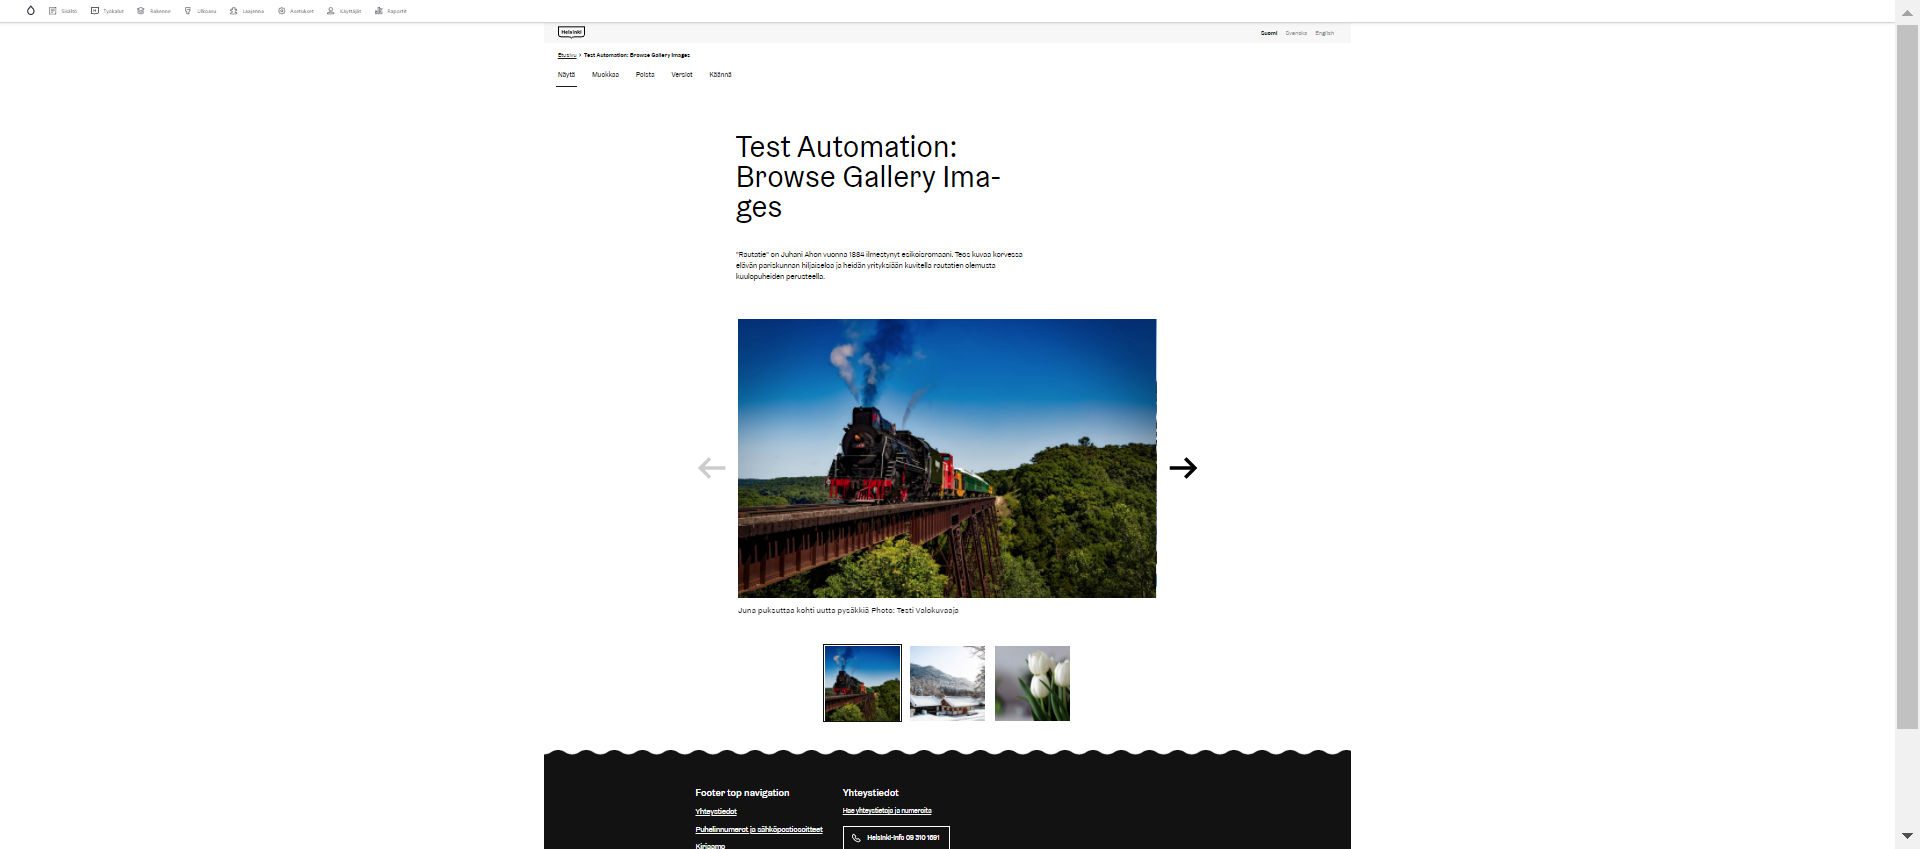 Sisältö Työkalut Rakenne Ulkoasu Laajenna Asetukset Käyttäjät Raportit
Helsinki
Suomi Svenska English
Etusivu > Test Automation: Browse Gallery Images
Näytä Muokkaa Poista Versiot Käännä
Test Automation:
Browse Gallery Ima-
ges
"Rautatie" on Juhani Ahon vuonna 1884 ilmestynyt esikoisromaani. Teos kuvaa korvessa
elävän pariskunnan hiljaiseloa ja heidän yrityksiään kuvitella rautatien olemusta
kuulopuheiden perusteella.
Juna puksuttaa kohti uutta pysäkkiä Photo: Testi Valokuvaaja
Footer top navigation
Yhteystiedot
Puhelinnumerot ja sähköpostiosoitteet
Kirjaamo
Yhteystiedot
Hae yhteystietoja ja numeroita
Helsinki-info 09 310 1691